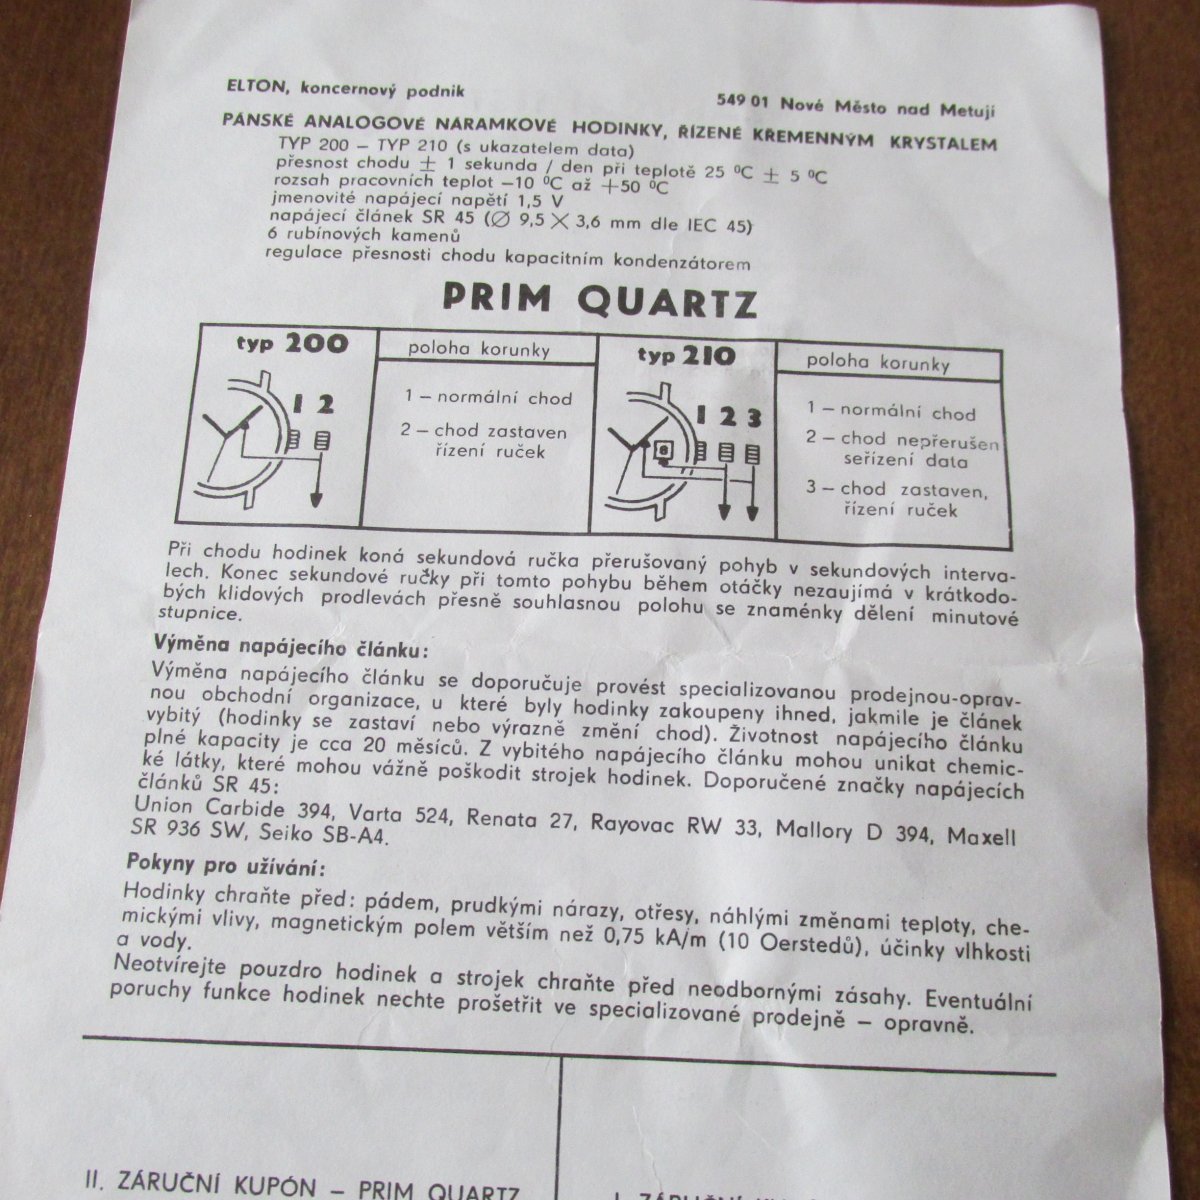 ELTON, koncernový podnik
549 01 Nové Město nad Metují
PÁNSKÉ ANALOGOVÉ NÁRAMKOVÉ HODINKY, ŘÍZENÉ KŘEMENNÝM KRYSTALEM
TYP 200 – TYP 210 (s ukazatelem data)
přesnost chodu ± 1 sekunda / den při teplotě 25 °C ± 5 °C
rozsah pracovních teplot –10 °C až +50 °C
jmenovité napájecí napětí 1,5 V
napájecí článek SR 45 (∅ 9,5 × 3,6 mm dle IEC 45)
6 rubínových kamenů
regulace přesnosti chodu kapacitním kondenzátorem
PRIM QUARTZ
typ 200
1 2
poloha korunky
1 – normální chod
2 – chod zastaven
řízení ruček
typ 210
1 2 3
8
poloha korunky
1 – normální chod
2 – chod nepřerušen
seřízení data
3 – chod zastaven,
řízení ruček
Při chodu hodinek koná sekundová ručka přerušovaný pohyb v sekundových interva-
lech. Konec sekundové ručky při tomto pohybu během otáčky nezaujímá v krátkodo-
bých klidových prodlevách přesně souhlasnou polohu se znaménky dělení minutové
stupnice.
Výměna napájecího článku:
Výměna napájecího článku se doporučuje provést specializovanou prodejnou-oprav-
nou obchodní organizace, u které byly hodinky zakoupeny ihned, jakmile je článek
vybitý (hodinky se zastaví nebo výrazně změní chod). Životnost napájecího článku
plné kapacity je cca 20 měsíců. Z vybitého napájecího článku mohou unikat chemic-
ké látky, které mohou vážně poškodit strojek hodinek. Doporučené značky napájecích
článků SR 45:
Union Carbide 394, Varta 524, Renata 27, Rayovac RW 33, Mallory D 394, Maxell
SR 936 SW, Seiko SB-A4.
Pokyny pro užívání:
Hodinky chraňte před: pádem, prudkými nárazy, otřesy, náhlými změnami teploty, che-
mickými vlivy, magnetickým polem větším než 0,75 kA/m (10 Oerstedů), účinky vlhkosti
a vody.
Neotvírejte pouzdro hodinek a strojek chraňte před neodbornými zásahy. Eventuální
poruchy funkce hodinek nechte prošetřit ve specializované prodejně – opravně.
II. ZÁRUČNÍ KUPÓN – PRIM QUARTZ